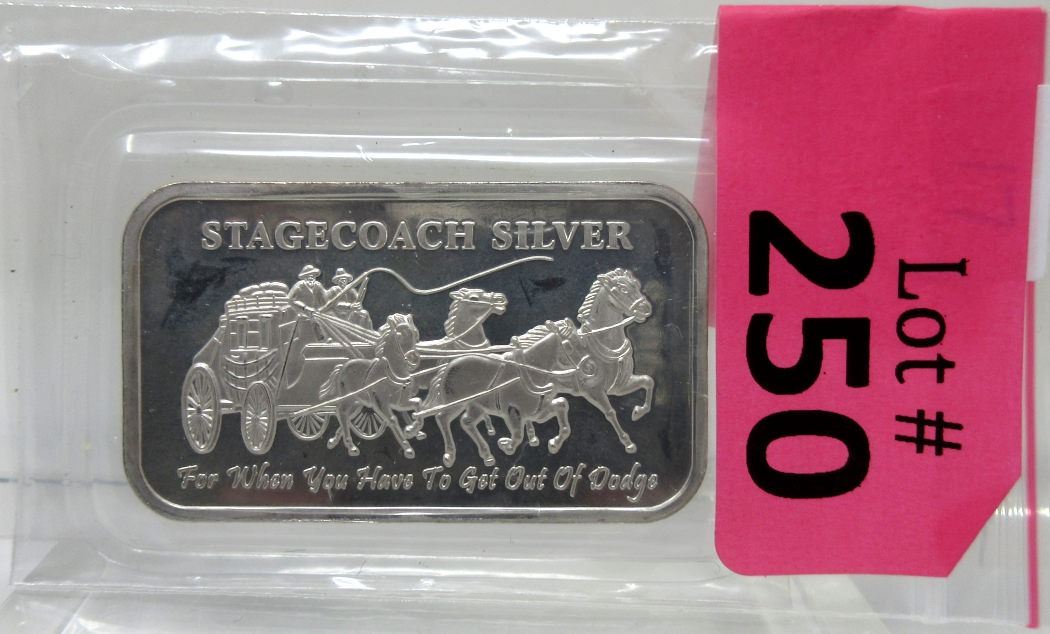 STAGECOACH SILVER
For When You Have To Get Out Of Dodge
Lot #
250